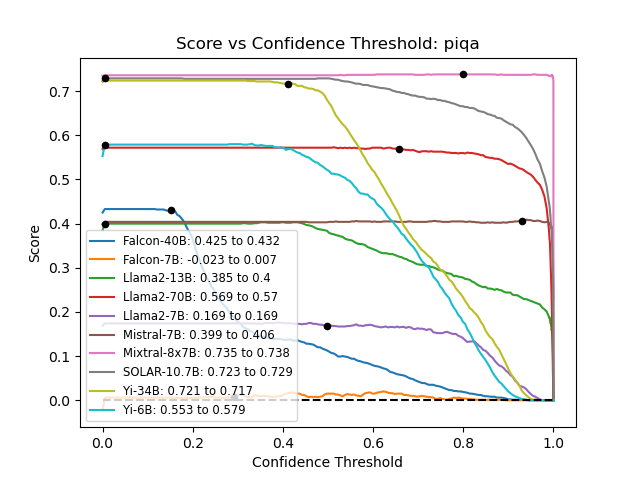 Score vs Confidence Threshold: piqa
Score
0.7
0.6
0.5
0.4
0.3
0.2
0.1
0.0
Falcon-40B: 0.425 to 0.432
Falcon-7B: -0.023 to 0.007
Llama2-13B: 0.385 to 0.4
Llama2-70B: 0.569 to 0.57
Llama2-7B: 0.169 to 0.169
Mistral-7B: 0.399 to 0.406
Mixtral-8x7B: 0.735 to 0.738
SOLAR-10.7B: 0.723 to 0.729
Yi-34B: 0.721 to 0.717
Yi-6B: 0.553 to 0.579
0.0 0.2 0.4 0.6 0.8 1.0
Confidence Threshold